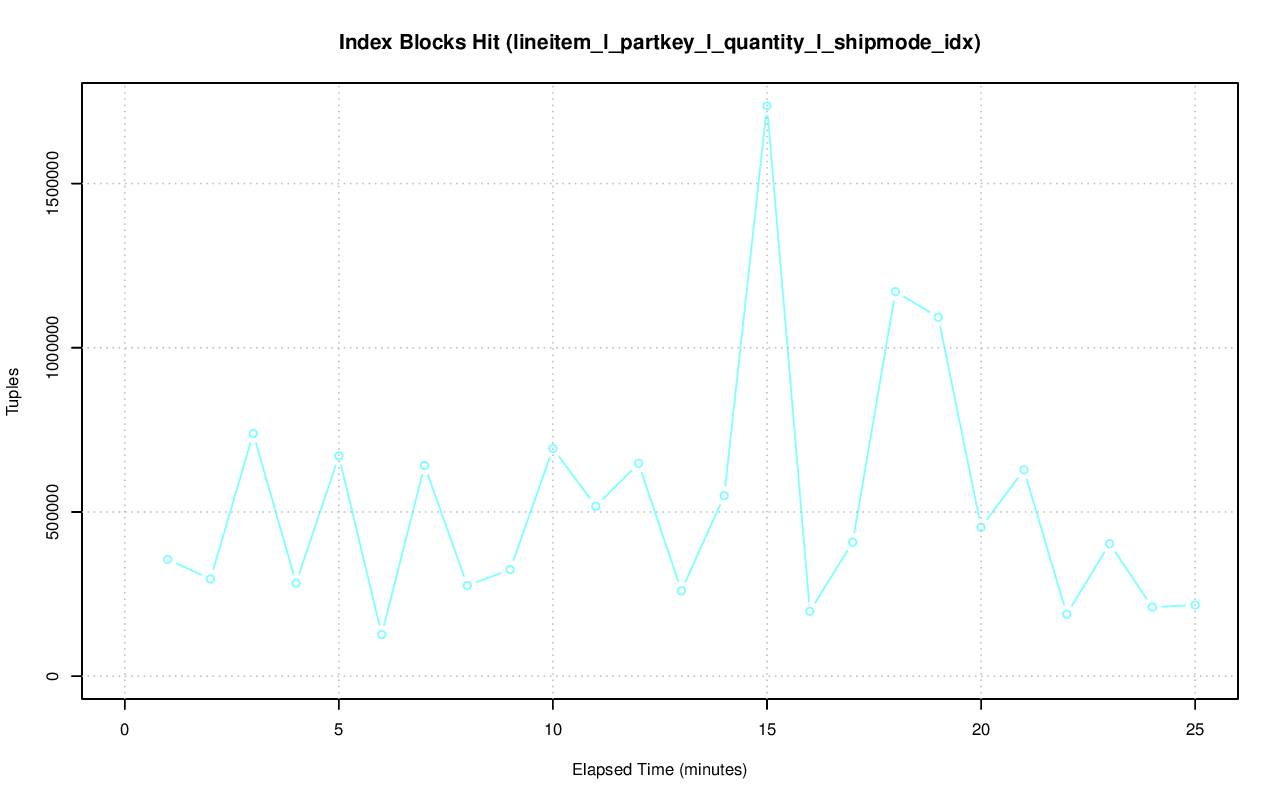 Index Blocks Hit (lineitem_l_partkey_l_quantity_l_shipmode_idx)
Tuples
1500000
1000000
500000
0
0 5 10 15 20 25
Elapsed Time (minutes)